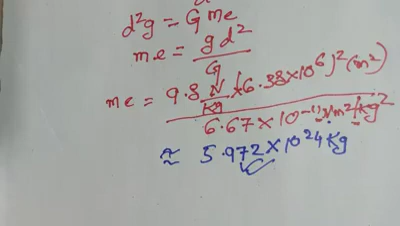 d²g = G me
me = gd²/G
me = 9.8 N/Kg × (6.38×10⁶)² (m²) / 6.67 × 10⁻¹¹ Nm²/kg²
≈ 5.972 × 10²⁴ Kg